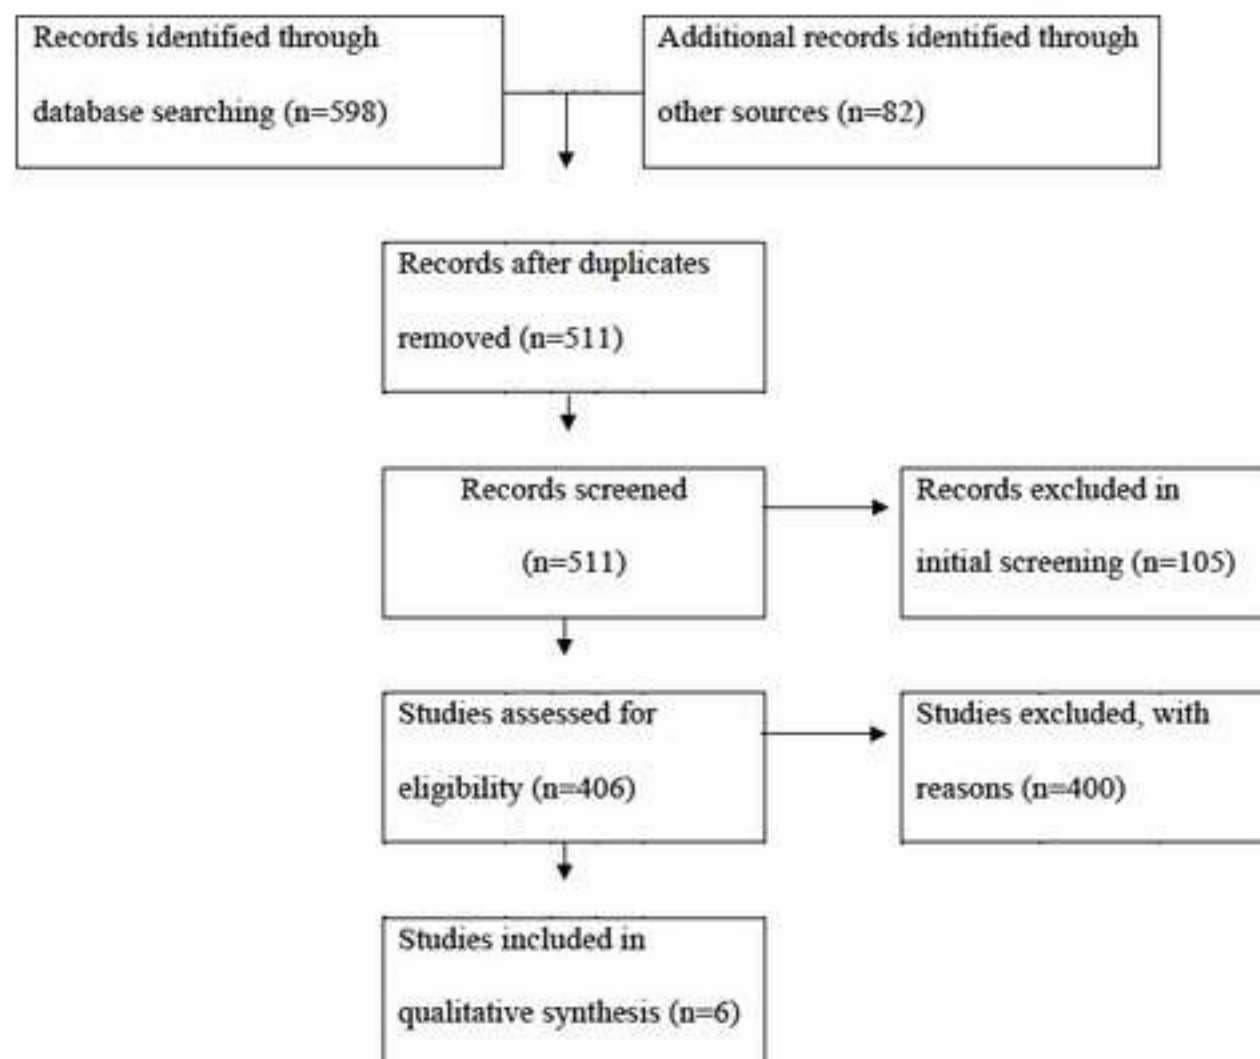 Records identified through
database searching (n=598)
Additional records identified through
other sources (n=82)
Records after duplicates
removed (n=511)
Records screened
(n=511)
Records excluded in
initial screening (n=105)
Studies assessed for
eligibility (n=406)
Studies excluded, with
reasons (n=400)
Studies included in
qualitative synthesis (n=6)